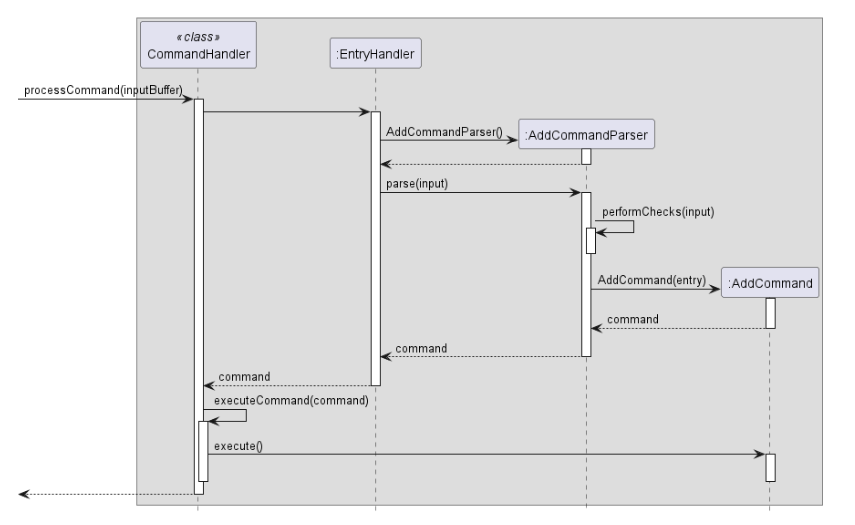 «class»
CommandHandler
:EntryHandler
processCommand(inputBuffer)
AddCommandParser()
:AddCommandParser
parse(input)
performChecks(input)
AddCommand(entry)
:AddCommand
command
command
command
executeCommand(command)
execute()